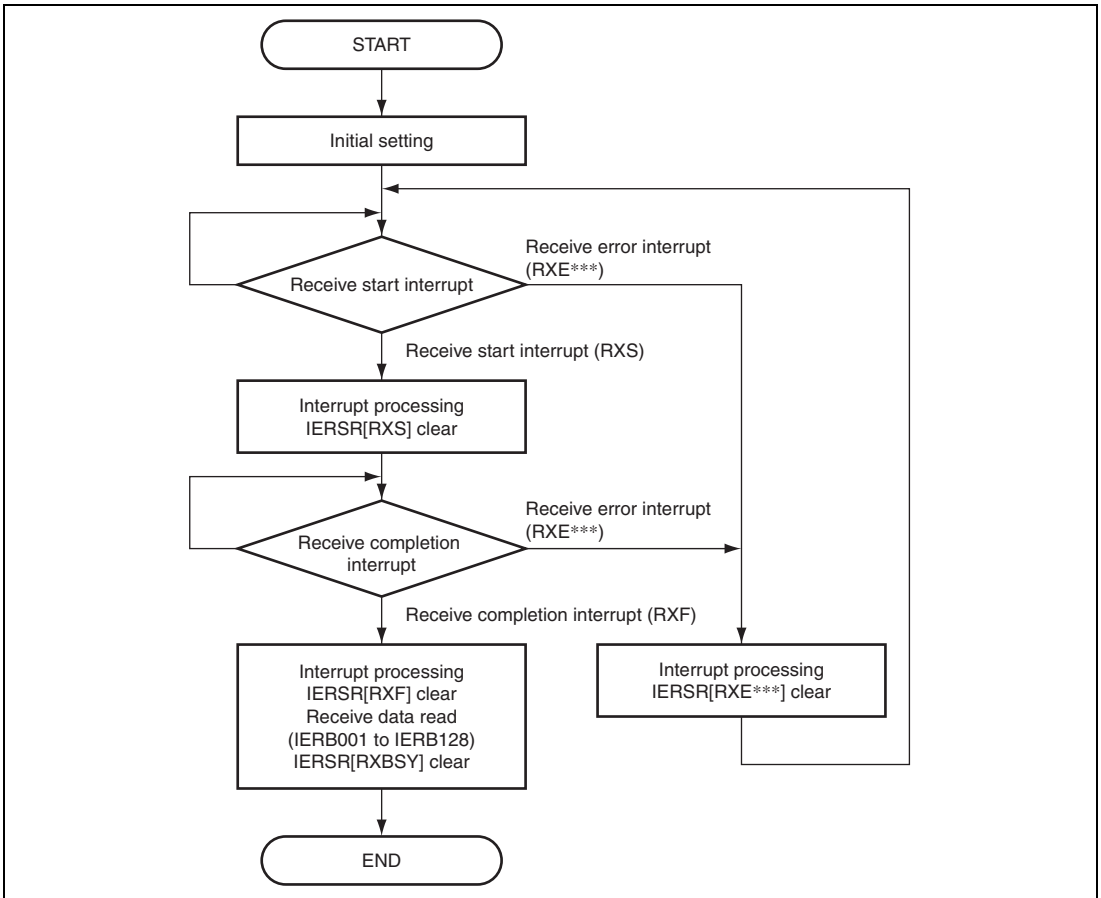 START
Initial setting
Receive error interrupt
(RXE***)
Receive start interrupt
Receive start interrupt (RXS)
Interrupt processing
IERSR[RXS] clear
Receive error interrupt
(RXE***)
Receive completion
interrupt
Receive completion interrupt (RXF)
Interrupt processing
IERSR[RXF] clear
Receive data read
(IERB001 to IERB128)
IERSR[RXBSY] clear
Interrupt processing
IERSR[RXE***] clear
END